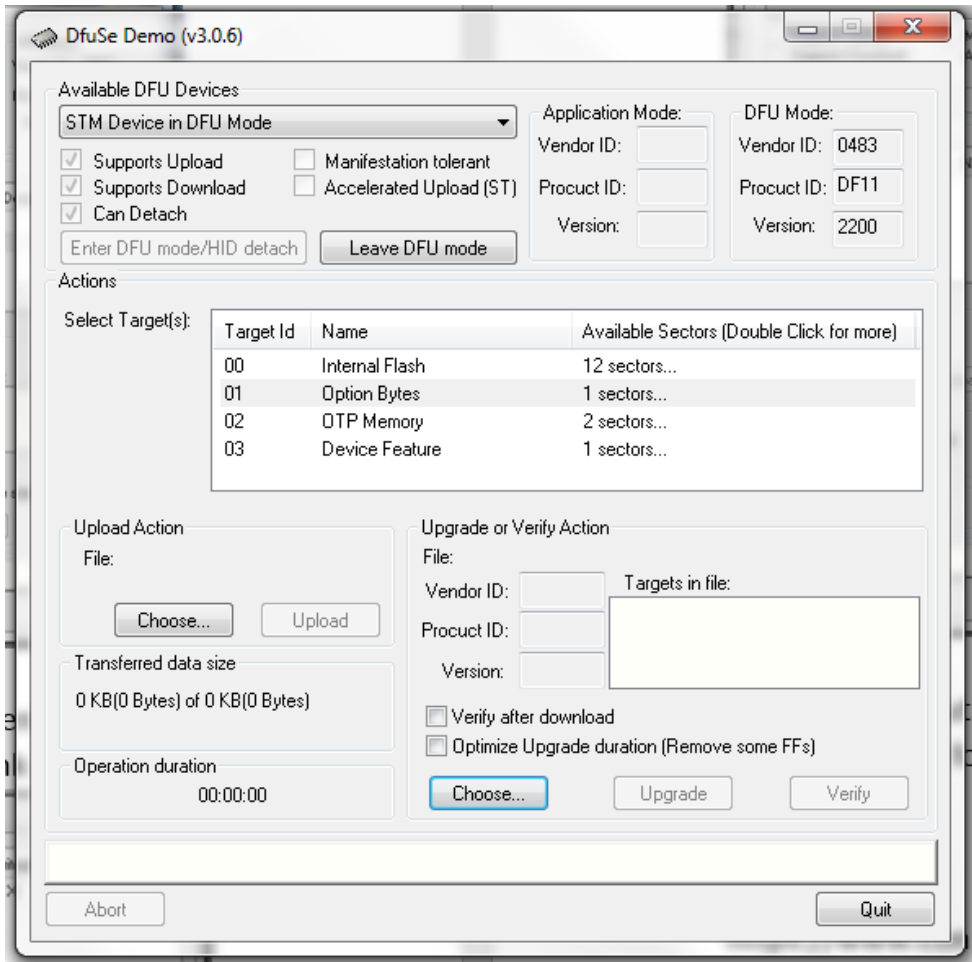 DfuSe Demo (v3.0.6)
Available DFU Devices
STM Device in DFU Mode
Supports Upload
Manifestation tolerant
Supports Download
Accelerated Upload (ST)
Can Detach
Enter DFU mode/HID detach
Leave DFU mode
Application Mode:
Vendor ID:
Procuct ID:
Version:
DFU Mode:
Vendor ID: 0483
Procuct ID: DF11
Version: 2200
Actions
Select Target(s):
Target Id Name Available Sectors (Double Click for more)
00 Internal Flash 12 sectors...
01 Option Bytes 1 sectors...
02 OTP Memory 2 sectors...
03 Device Feature 1 sectors...
Upload Action
File:
Choose...
Upload
Transferred data size
0 KB(0 Bytes) of 0 KB(0 Bytes)
Operation duration
00:00:00
Upgrade or Verify Action
File:
Vendor ID:
Procuct ID:
Version:
Targets in file:
Verify after download
Optimize Upgrade duration (Remove some FFs)
Choose...
Upgrade
Verify
Abort
Quit